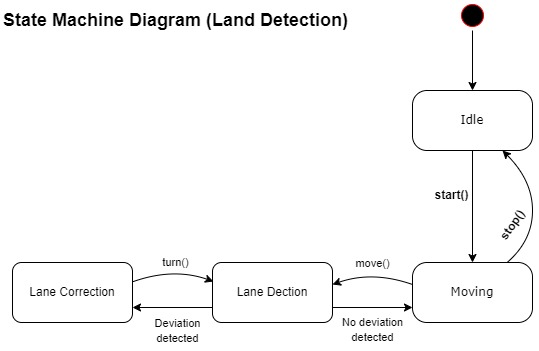 State Machine Diagram (Land Detection)
Idle
start()
stop()
turn()
move()
Lane Correction
Lane Dection
Moving
Deviation
detected
No deviation
detected